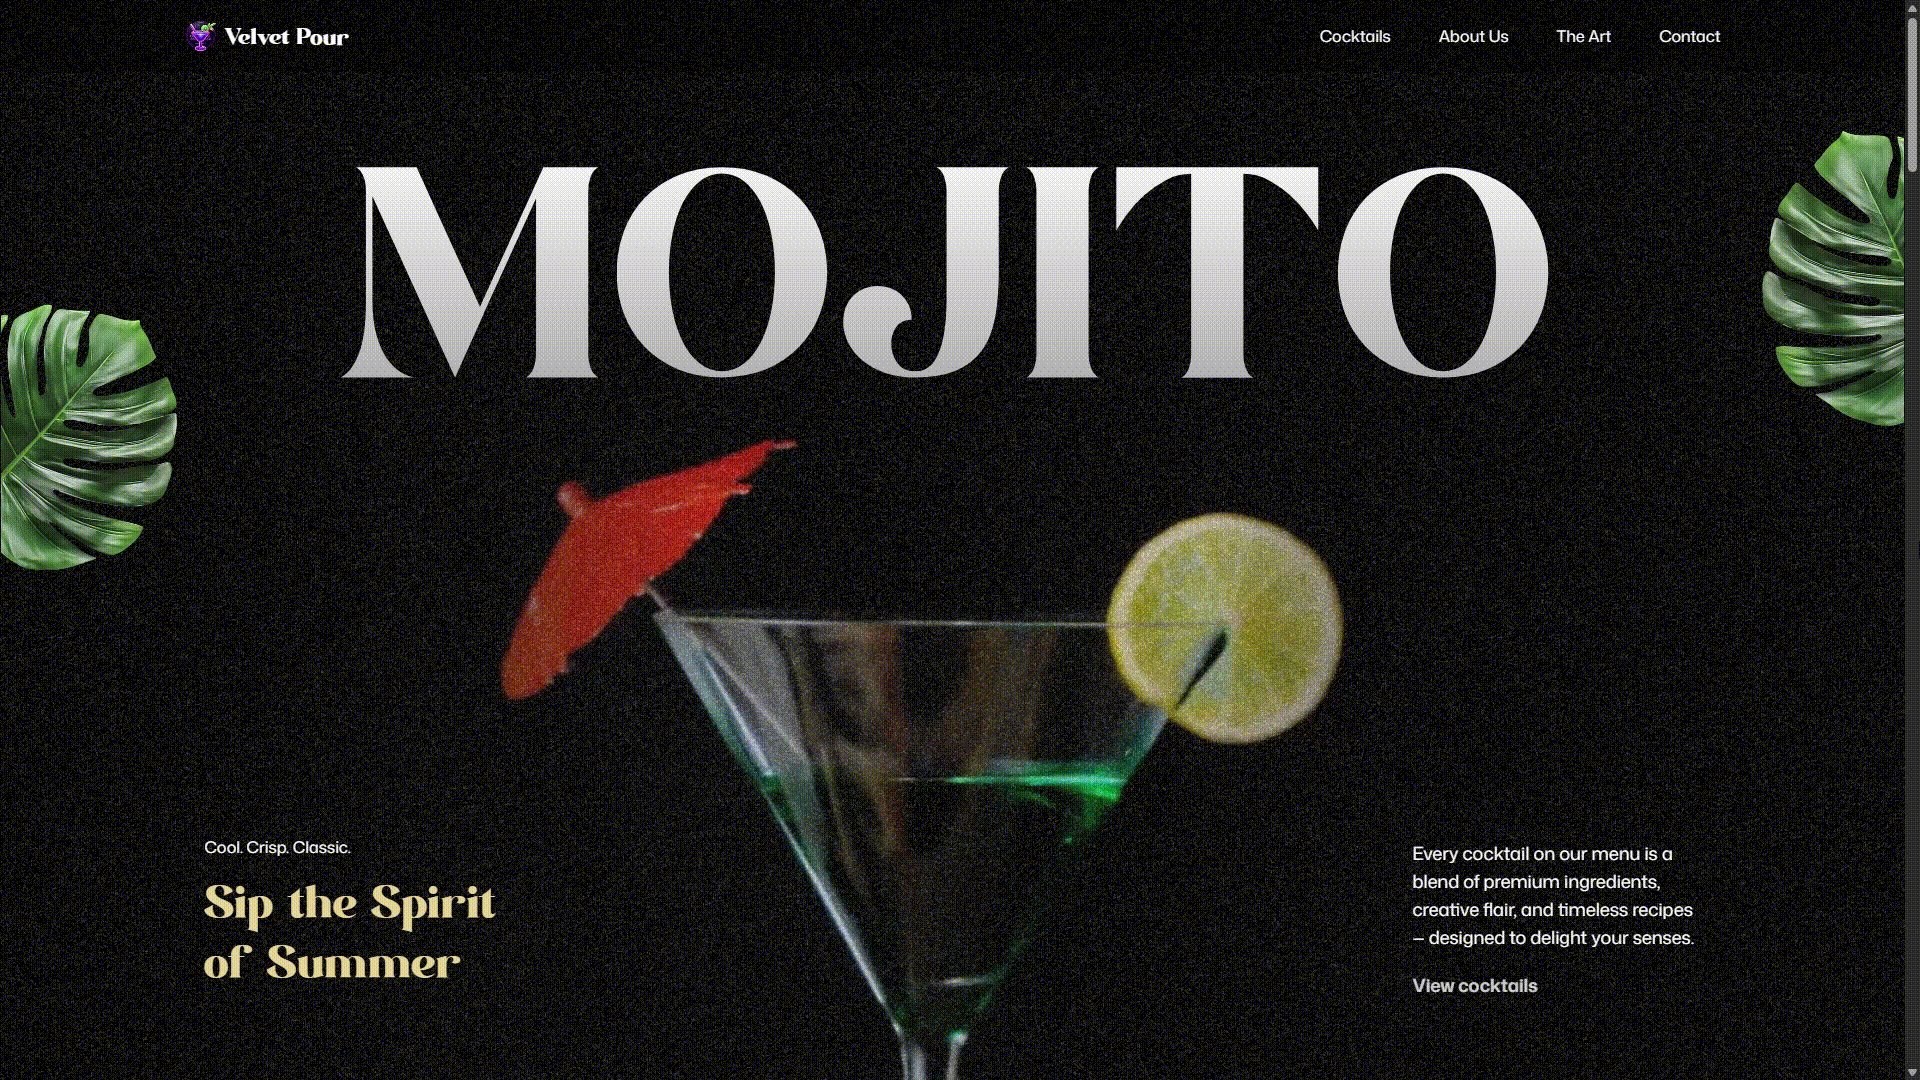 Velvet Pour
Cocktails
About Us
The Art
Contact
MOJITO
Cool. Crisp. Classic.
Sip the Spirit
of Summer
Every cocktail on our menu is a
blend of premium ingredients,
creative flair, and timeless recipes
– designed to delight your senses.
View cocktails